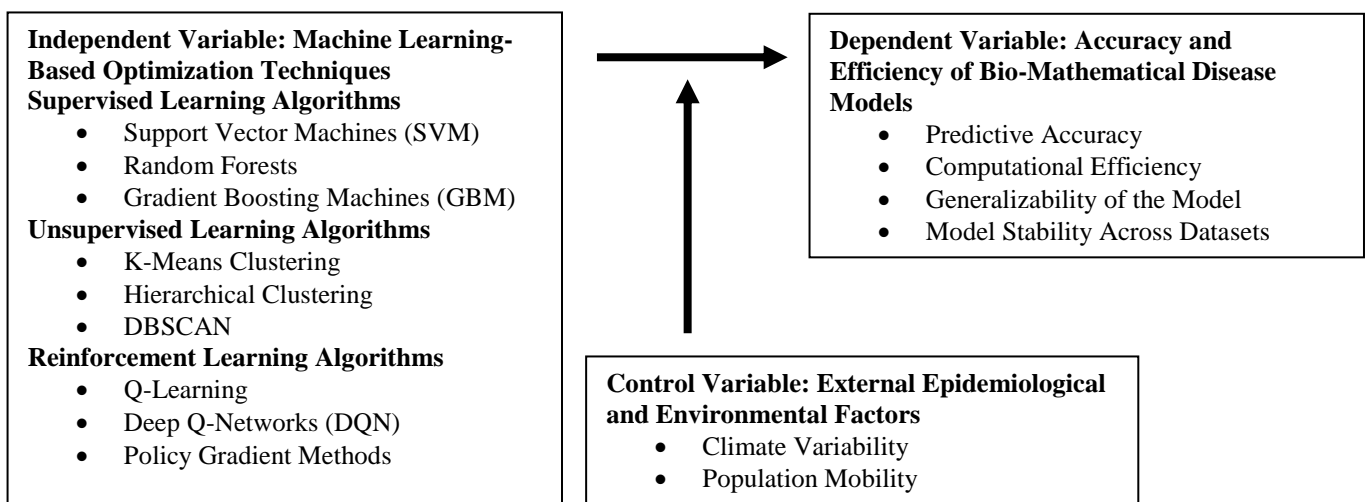 Independent Variable: Machine Learning-
Based Optimization Techniques
Supervised Learning Algorithms
• Support Vector Machines (SVM)
• Random Forests
• Gradient Boosting Machines (GBM)
Unsupervised Learning Algorithms
• K-Means Clustering
• Hierarchical Clustering
• DBSCAN
Reinforcement Learning Algorithms
• Q-Learning
• Deep Q-Networks (DQN)
• Policy Gradient Methods
Dependent Variable: Accuracy and
Efficiency of Bio-Mathematical Disease
Models
• Predictive Accuracy
• Computational Efficiency
• Generalizability of the Model
• Model Stability Across Datasets
Control Variable: External Epidemiological
and Environmental Factors
• Climate Variability
• Population Mobility